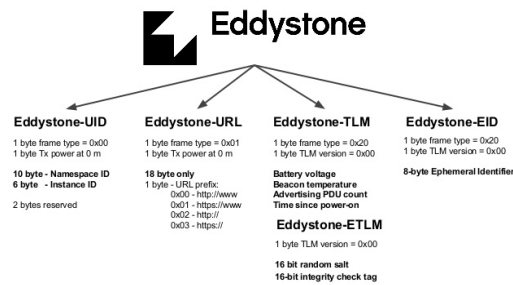 Eddystone
Eddystone-UID
1 byte frame type = 0x00
1 byte Tx power at 0 m
10 byte - Namespace ID
6 byte - Instance ID
2 bytes reserved
Eddystone-URL
1 byte frame type = 0x01
1 byte Tx power at 0 m
18 byte only
1 byte - URL prefix:
0x00 - http://www
0x01 - https://www
0x02 - http://
0x03 - https://
Eddystone-TLM
1 byte frame type = 0x20
1 byte TLM version = 0x00
Battery voltage
Beacon temperature
Advertising PDU count
Time since power-on
Eddystone-ETLM
1 byte TLM version = 0x00
16 bit random salt
16-bit integrity check tag
Eddystone-EID
1 byte frame type = 0x20
1 byte TLM version = 0x00
8-byte Ephemeral Identifier